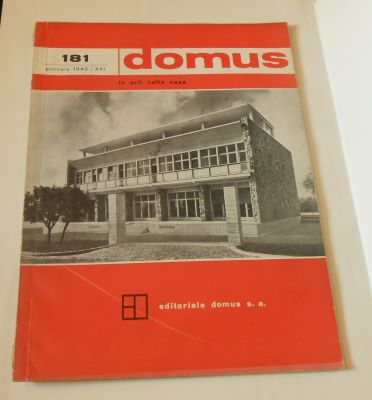 181
domus
gennaio 1943 - XXI
le arti nella casa
editoriale domus s. a.